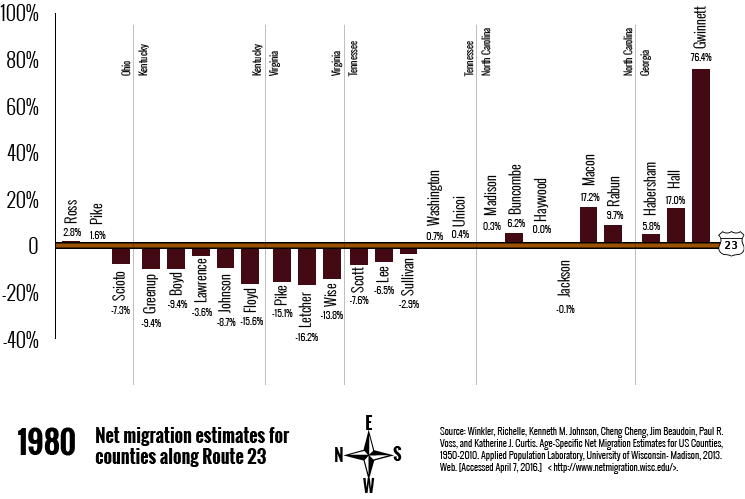 100%
80%
60%
40%
20%
0
-20%
-40%
Ohio
Kentucky
Kentucky
Virginia
Virginia
Tennessee
Tennessee
North Carolina
North Carolina
Georgia
Ross
2.8%
Pike
1.6%
Scioto
-7.3%
Greenup
-9.4%
Boyd
-9.4%
Lawrence
-3.6%
Johnson
-8.7%
Floyd
-15.6%
Pike
-15.1%
Letcher
-16.2%
Wise
-13.8%
Scott
-7.6%
Lee
-6.5%
Sullivan
-2.9%
Washington
0.7%
Unicoi
0.4%
Madison
0.3%
Buncombe
6.2%
Haywood
0.0%
Jackson
-0.1%
Macon
17.2%
Rabun
9.7%
Habersham
5.8%
Hall
17.0%
Gwinnett
76.4%
23
1980
Net migration estimates for
counties along Route 23
E
N
S
W
Source: Winkler, Richelle, Kenneth M. Johnson, Cheng Cheng, Jim Beaudoin, Paul R.
Voss, and Katherine J. Curtis. Age-Specific Net Migration Estimates for US Counties,
1950-2010. Applied Population Laboratory, University of Wisconsin- Madison, 2013.
Web. [Accessed April 7, 2016.] < http://www.netmigration.wisc.edu/>.